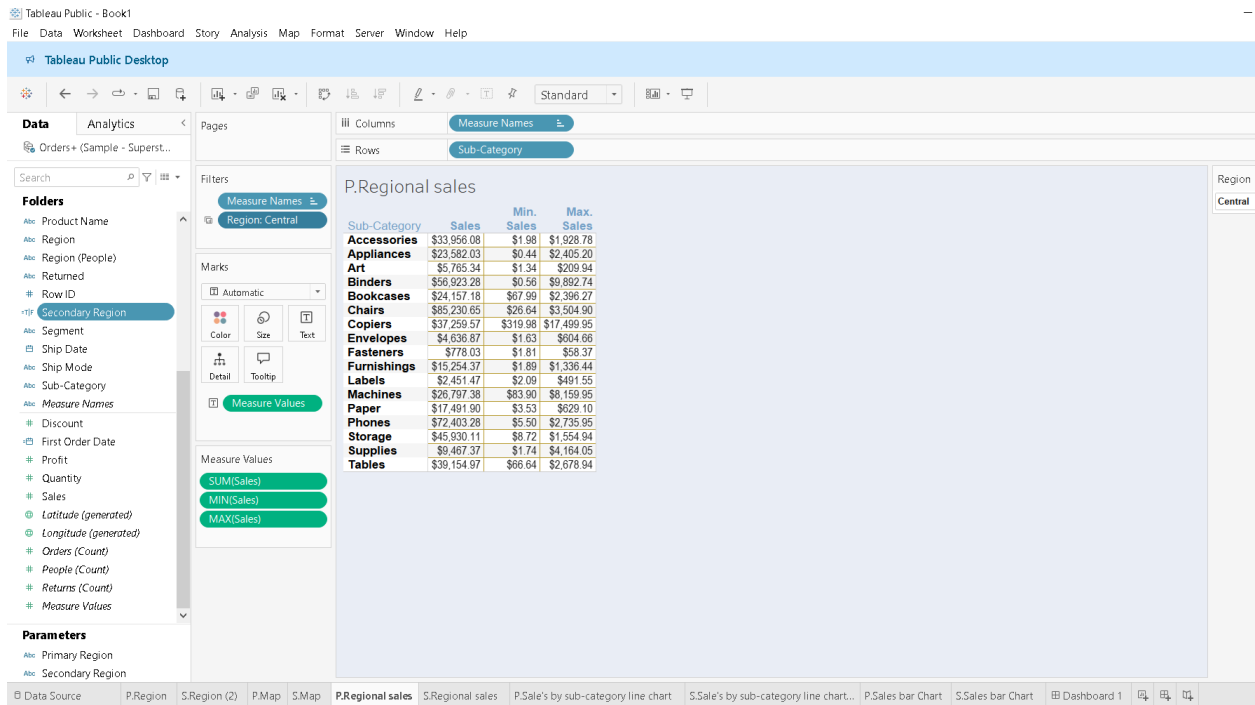 Tableau Public - Book1
File Data Worksheet Dashboard Story Analysis Map Format Server Window Help
Tableau Public Desktop
Standard
Data Analytics
Orders+ (Sample - Superst...
Search
Folders
Abc Product Name
Abc Region
Abc Region (People)
Abc Returned
# Row ID
=T|F Secondary Region
Abc Segment
Ship Date
Abc Ship Mode
Abc Sub-Category
Abc Measure Names
# Discount
First Order Date
# Profit
# Quantity
# Sales
Latitude (generated)
Longitude (generated)
# Orders (Count)
# People (Count)
# Returns (Count)
# Measure Values
Parameters
Abc Primary Region
Abc Secondary Region
Pages
Filters
Measure Names
Region: Central
Marks
Automatic
Color Size Text
Detail Tooltip
Measure Values
Measure Values
SUM(Sales)
MIN(Sales)
MAX(Sales)
Columns Measure Names
Rows Sub-Category
P.Regional sales
Min. Max.
Sub-Category Sales Sales Sales
Accessories $33,956.08 $1.98 $1,928.78
Appliances $23,582.03 $0.44 $2,405.20
Art $5,765.34 $1.34 $209.94
Binders $56,923.28 $0.56 $9,892.74
Bookcases $24,157.18 $67.99 $2,396.27
Chairs $85,230.65 $26.64 $3,504.90
Copiers $37,259.57 $319.98 $17,499.95
Envelopes $4,636.87 $1.63 $604.66
Fasteners $778.03 $1.81 $58.37
Furnishings $15,254.37 $1.89 $1,336.44
Labels $2,451.47 $2.09 $491.55
Machines $26,797.38 $83.90 $8,159.95
Paper $17,491.90 $3.53 $629.10
Phones $72,403.28 $5.50 $2,735.95
Storage $45,930.11 $8.72 $1,554.94
Supplies $9,467.37 $1.74 $4,164.05
Tables $39,154.97 $66.64 $2,678.94
Region
Central
Data Source P.Region S.Region (2) P.Map S.Map P.Regional sales S.Regional sales P.Sale's by sub-category line chart S.Sale's by sub-category line chart... P.Sales bar Chart S.Sales bar Chart Dashboard 1